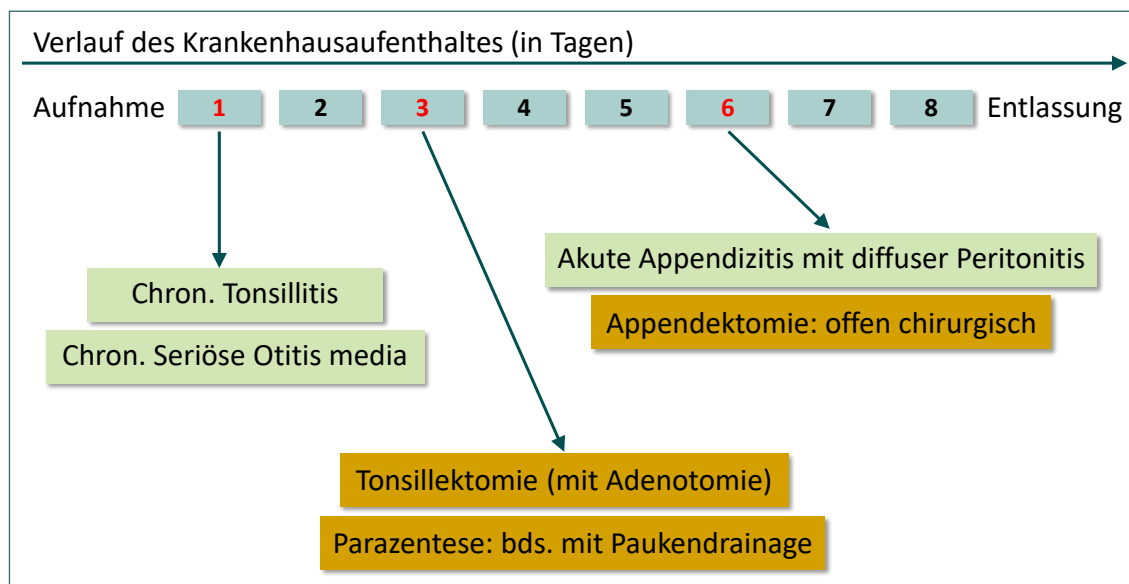 Verlauf des Krankenhausaufenthaltes (in Tagen)
Aufnahme 1 2 3 4 5 6 7 8 Entlassung
Akute Appendizitis mit diffuser Peritonitis
Chron. Tonsillitis
Appendektomie: offen chirurgisch
Chron. Seriöse Otitis media
Tonsillektomie (mit Adenotomie)
Parazentese: bds. mit Paukendrainage